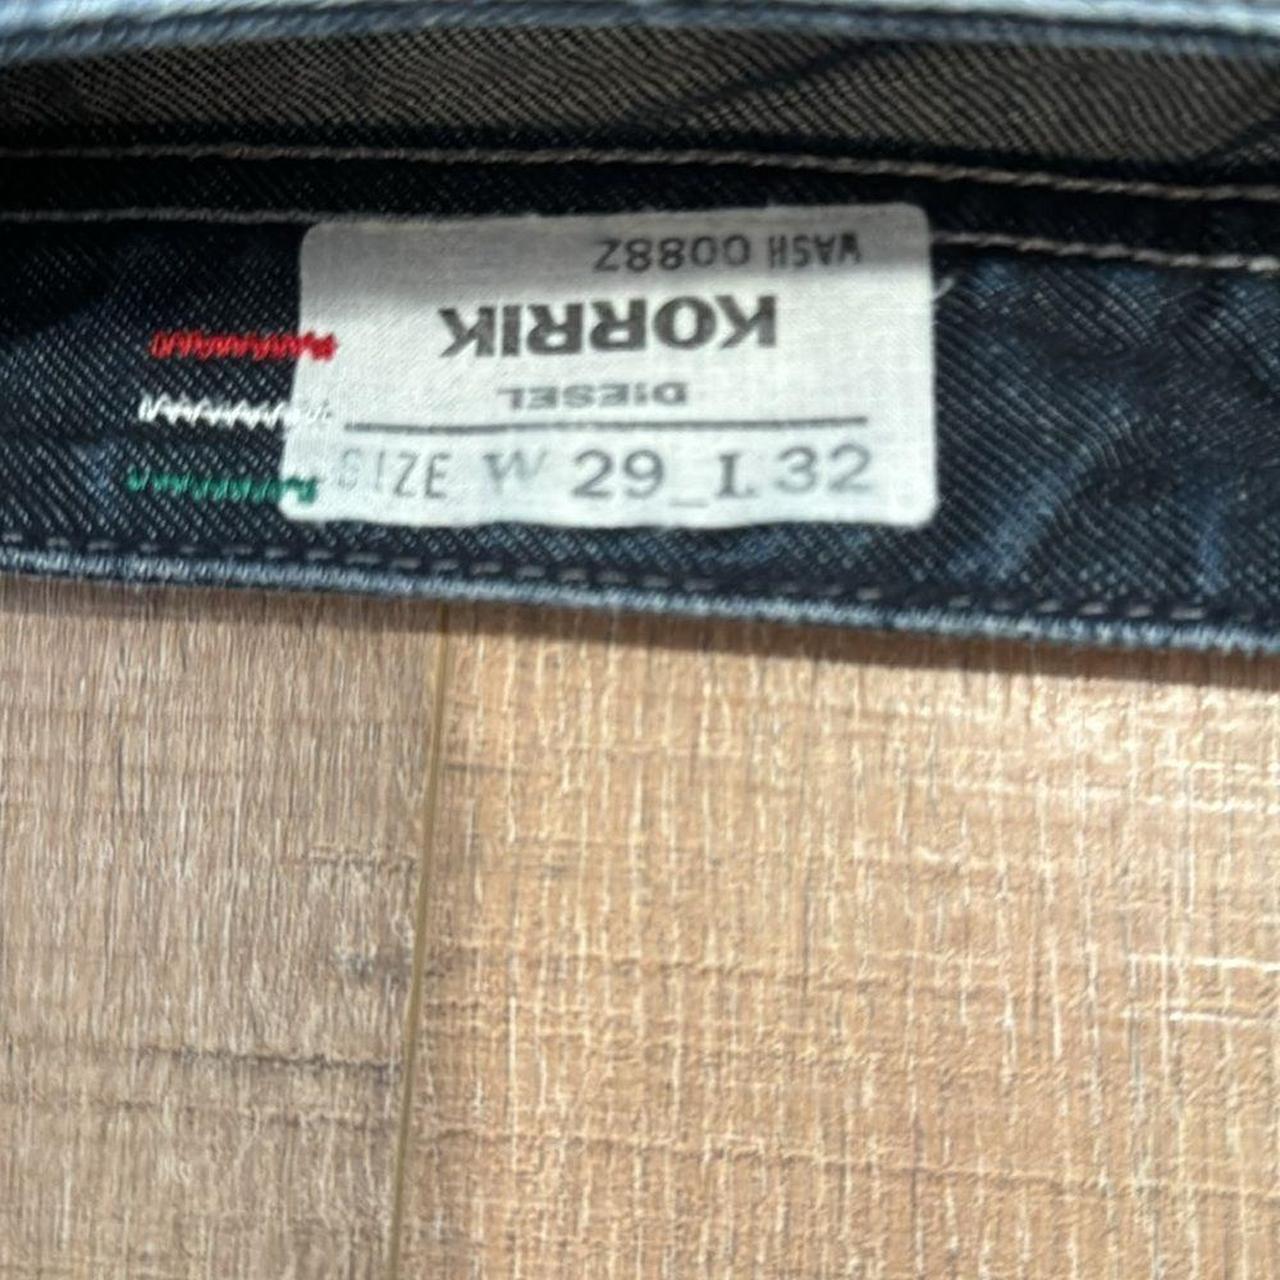 WASH 0088Z
KORRIK
DIESEL
SIZE W 29_L 32